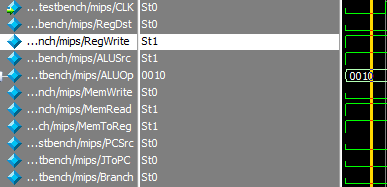 ...testbench/mips/CLK St0
...bench/mips/RegDst St0
...nch/mips/RegWrite St1
...bench/mips/ALUSrc St1
...tbench/mips/ALUOp 0010 0010
...nch/mips/MemWrite St0
...nch/mips/MemRead St1
...ch/mips/MemToReg St1
...stbench/mips/PCSrc St0
...tbench/mips/JToPC St0
...tbench/mips/Branch St0